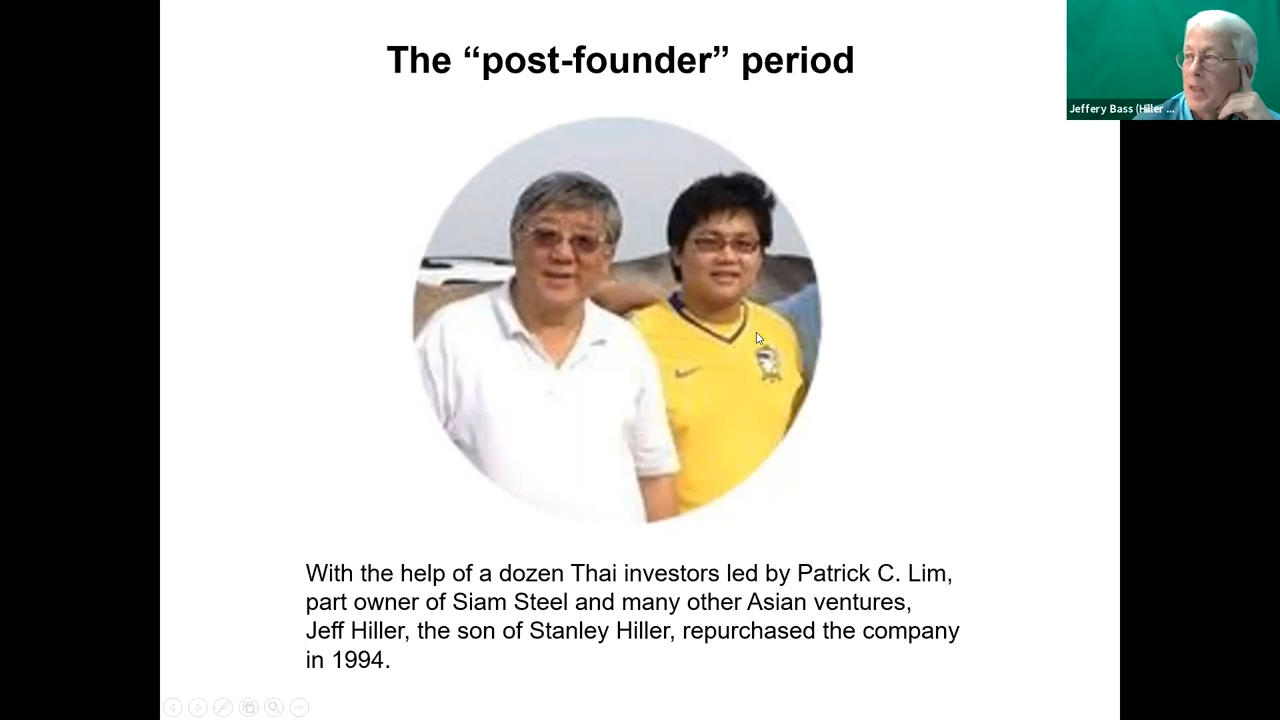 The “post-founder” period
Jeffery Bass (Hiller ...
With the help of a dozen Thai investors led by Patrick C. Lim,
part owner of Siam Steel and many other Asian ventures,
Jeff Hiller, the son of Stanley Hiller, repurchased the company
in 1994.